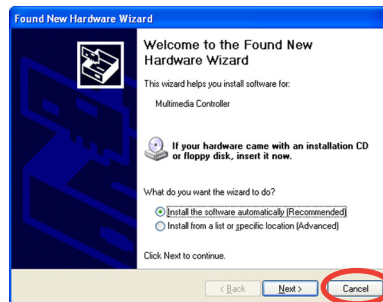 Found New Hardware Wizard
Welcome to the Found New
Hardware Wizard
This wizard helps you install software for:
Multimedia Controller
If your hardware came with an installation CD
or floppy disk, insert it now.
What do you want the wizard to do?
Install the software automatically (Recommended)
Install from a list or specific location (Advanced)
Click Next to continue.
< Back Next > Cancel